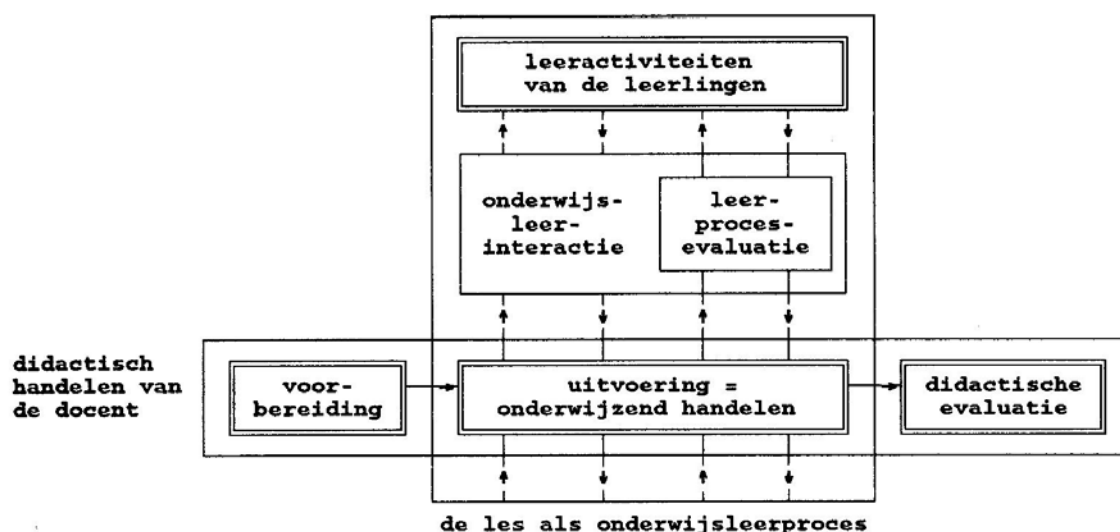 leeractiviteiten
van de leerlingen
onderwijs-
leer-
interactie
leer-
proces-
evaluatie
didactisch
handelen van
de docent
voor-
bereiding
uitvoering =
onderwijzend handelen
didactische
evaluatie
de les als onderwijsleerproces